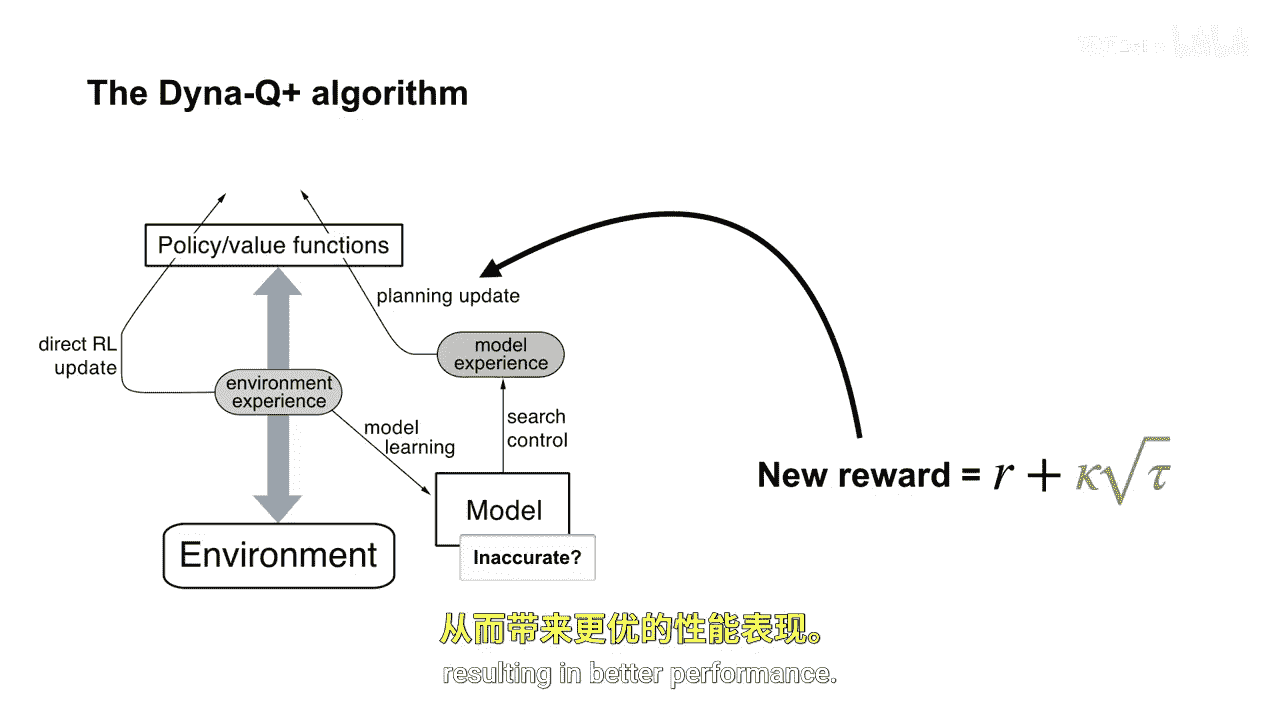 The Dyna-Q+ algorithm
Policy/value functions
planning update
direct RL
update
model
experience
environment
experience
model
learning
search
control
New reward = r + κ√τ
Model
Environment
Inaccurate?
从而带来更优的性能表现。
resulting in better performance.